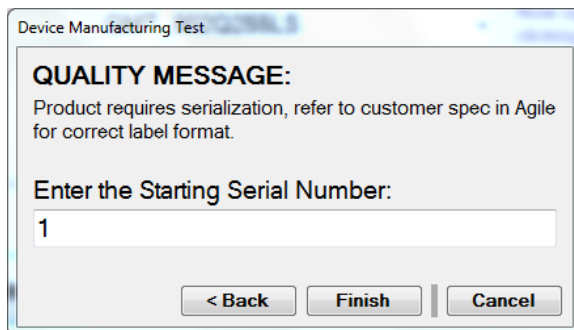 Device Manufacturing Test
QUALITY MESSAGE:
Product requires serialization, refer to customer spec in Agile
for correct label format.
Enter the Starting Serial Number:
1
< Back Finish Cancel